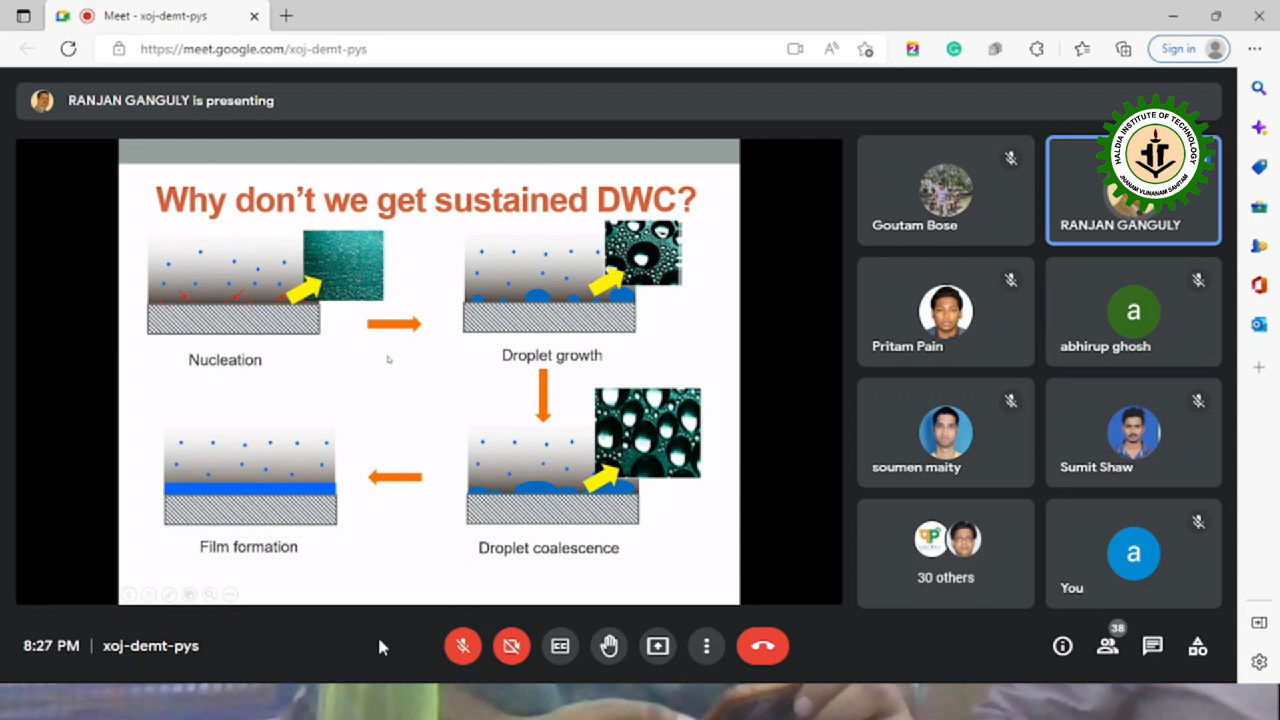 Meet - xoj-demt-pys
https://meet.google.com/xoj-demt-pys
Sign in
RANJAN GANGULY is presenting
HALDIA INSTITUTE OF TECHNOLOGY
Why don't we get sustained DWC?
Nucleation
Droplet growth
Film formation
Droplet coalescence
Goutam Bose
RANJAN GANGULY
Pritam Pain
a
abhirup ghosh
soumen maity
Sumit Shaw
30 others
a
You
8:27 PM
xoj-demt-pys
CC
38